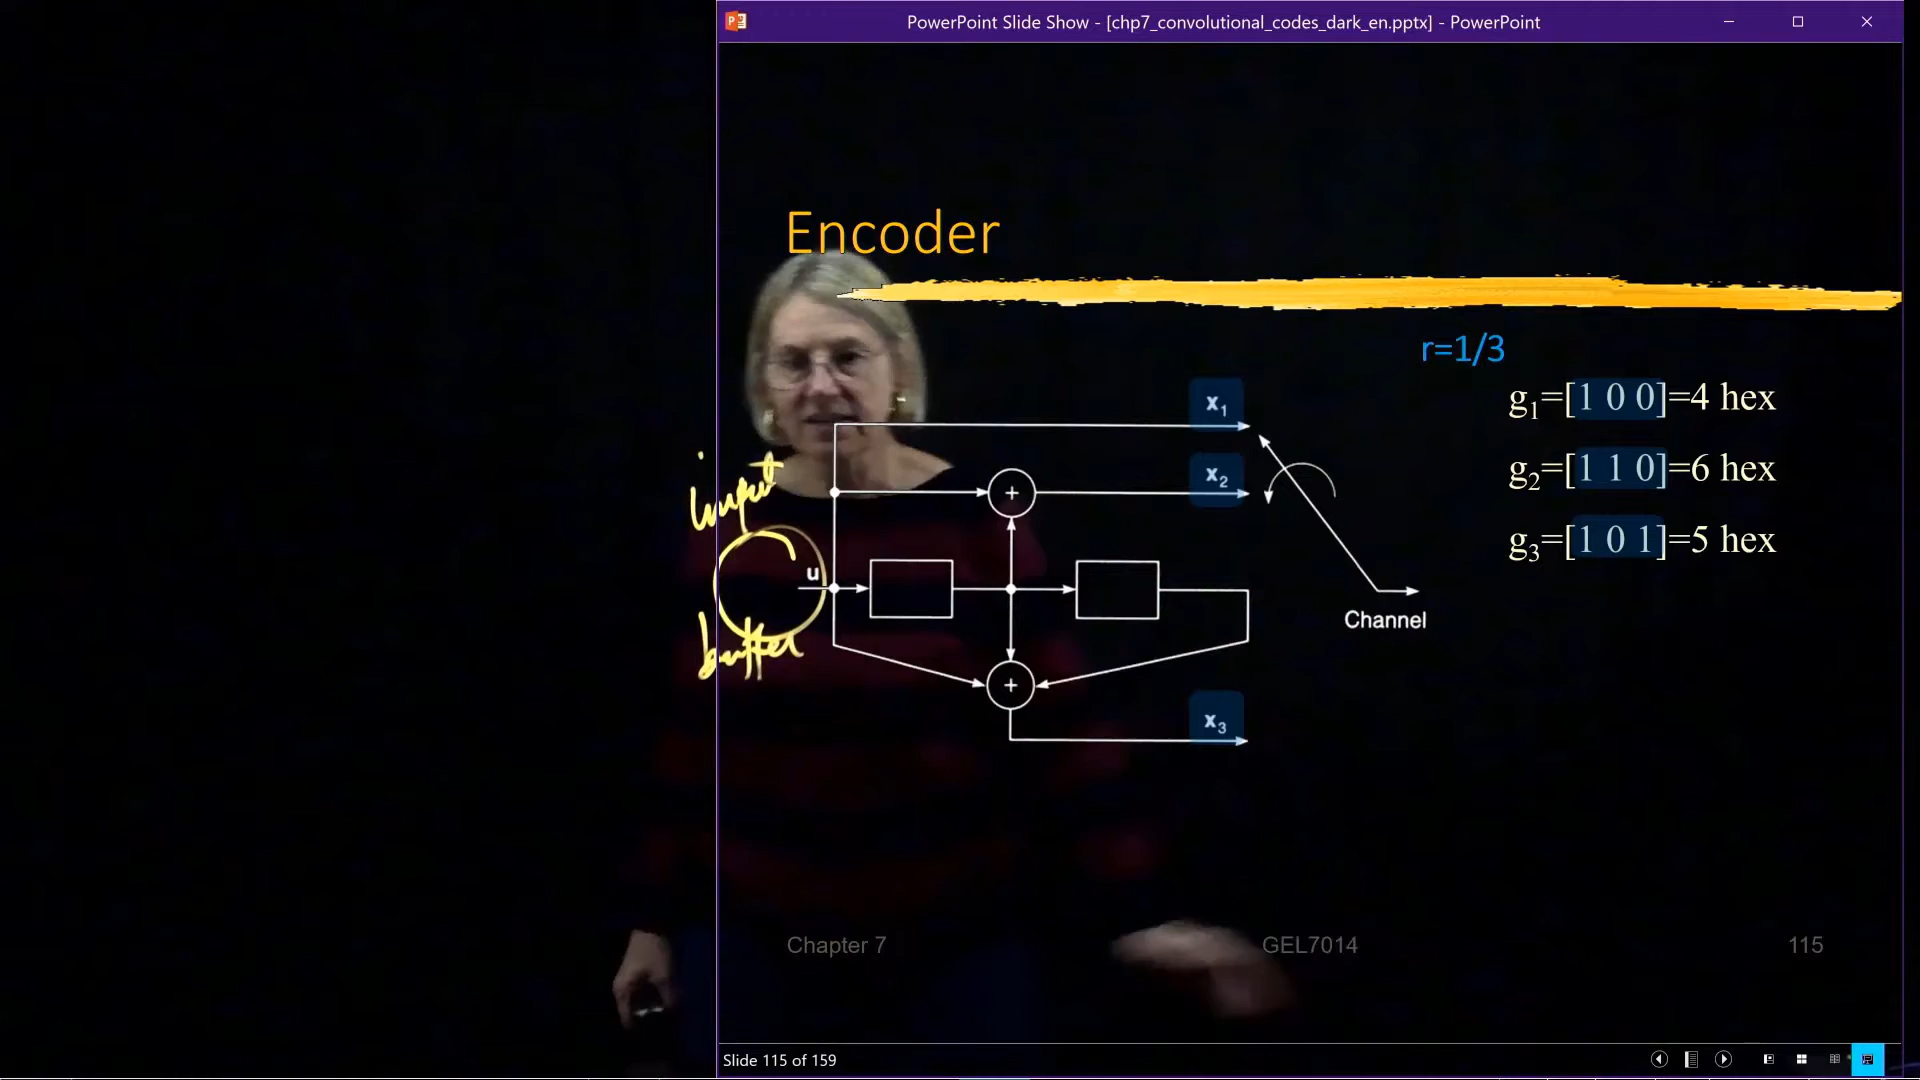 PowerPoint Slide Show - [chp7_convolutional_codes_dark_en.pptx] - PowerPoint
Encoder
r=1/3
g1=[1 0 0]=4 hex
g2=[1 1 0]=6 hex
g3=[1 0 1]=5 hex
x1
x2
input
+
u
buffer
Channel
+
x3
Chapter 7
GEL7014
115
Slide 115 of 159